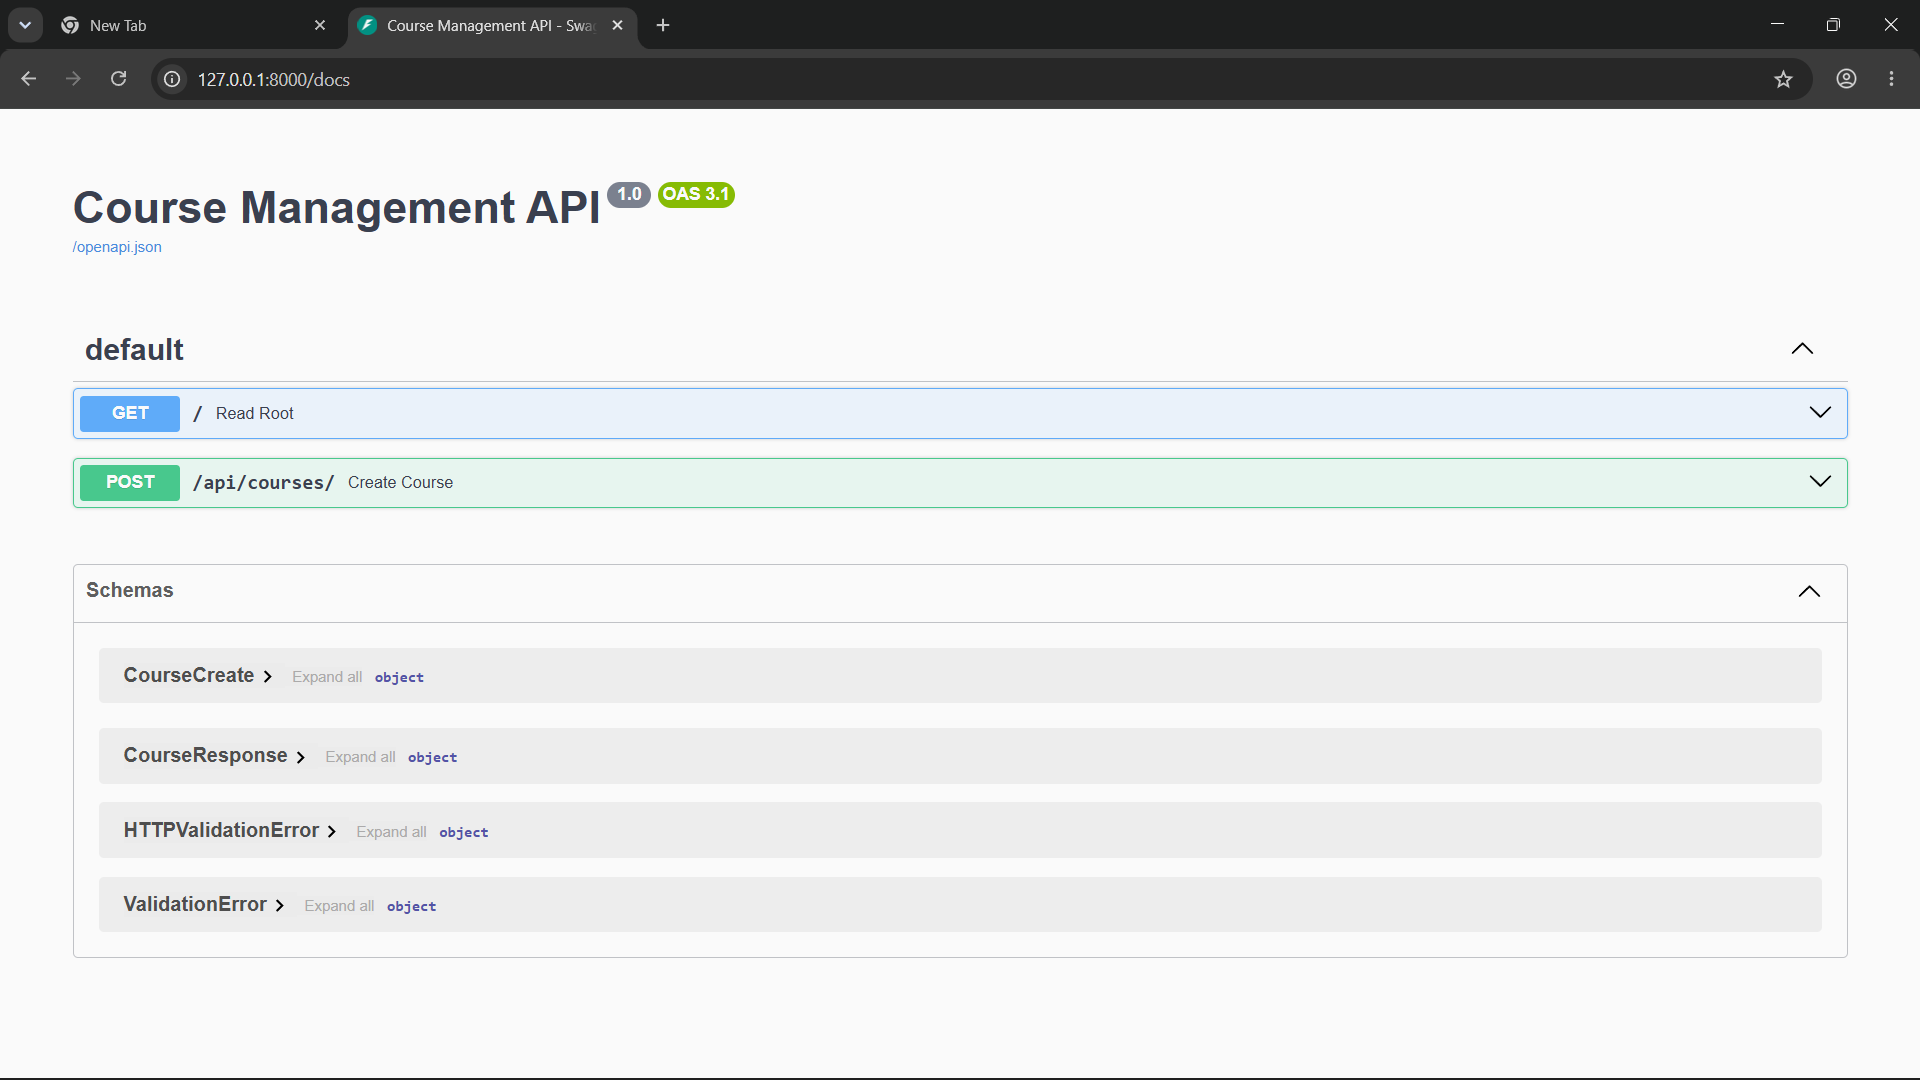 New Tab
Course Management API - Swag
127.0.0.1:8000/docs
Course Management API 1.0 OAS 3.1
/openapi.json
default
GET / Read Root
POST /api/courses/ Create Course
Schemas
CourseCreate Expand all object
CourseResponse Expand all object
HTTPValidationError Expand all object
ValidationError Expand all object